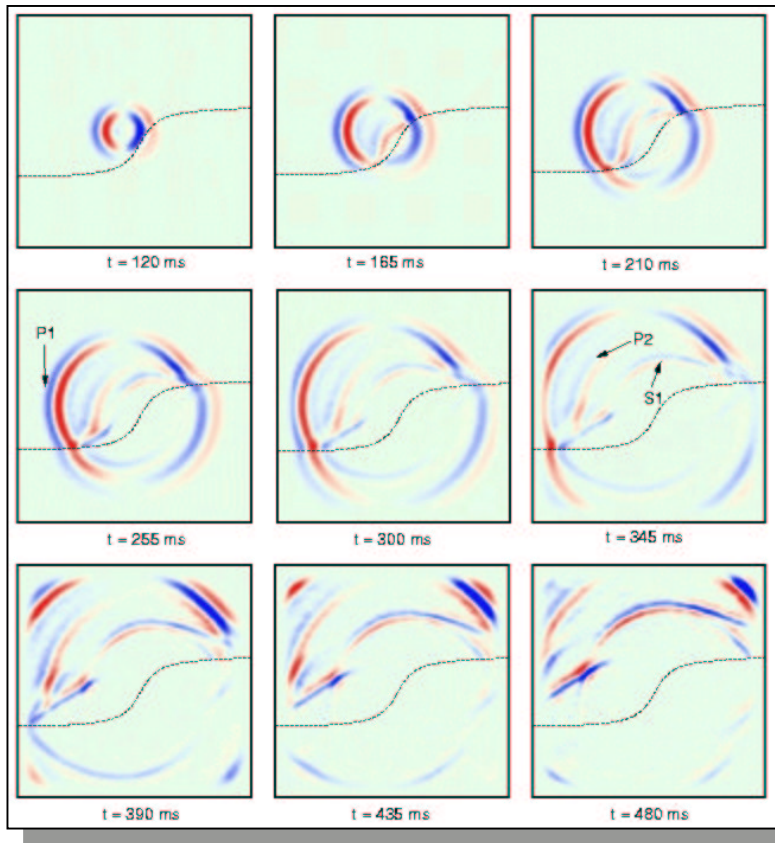 t = 120 ms
t = 165 ms
t = 210 ms
P1
P2
S1
t = 255 ms
t = 300 ms
t = 345 ms
t = 390 ms
t = 435 ms
t = 480 ms